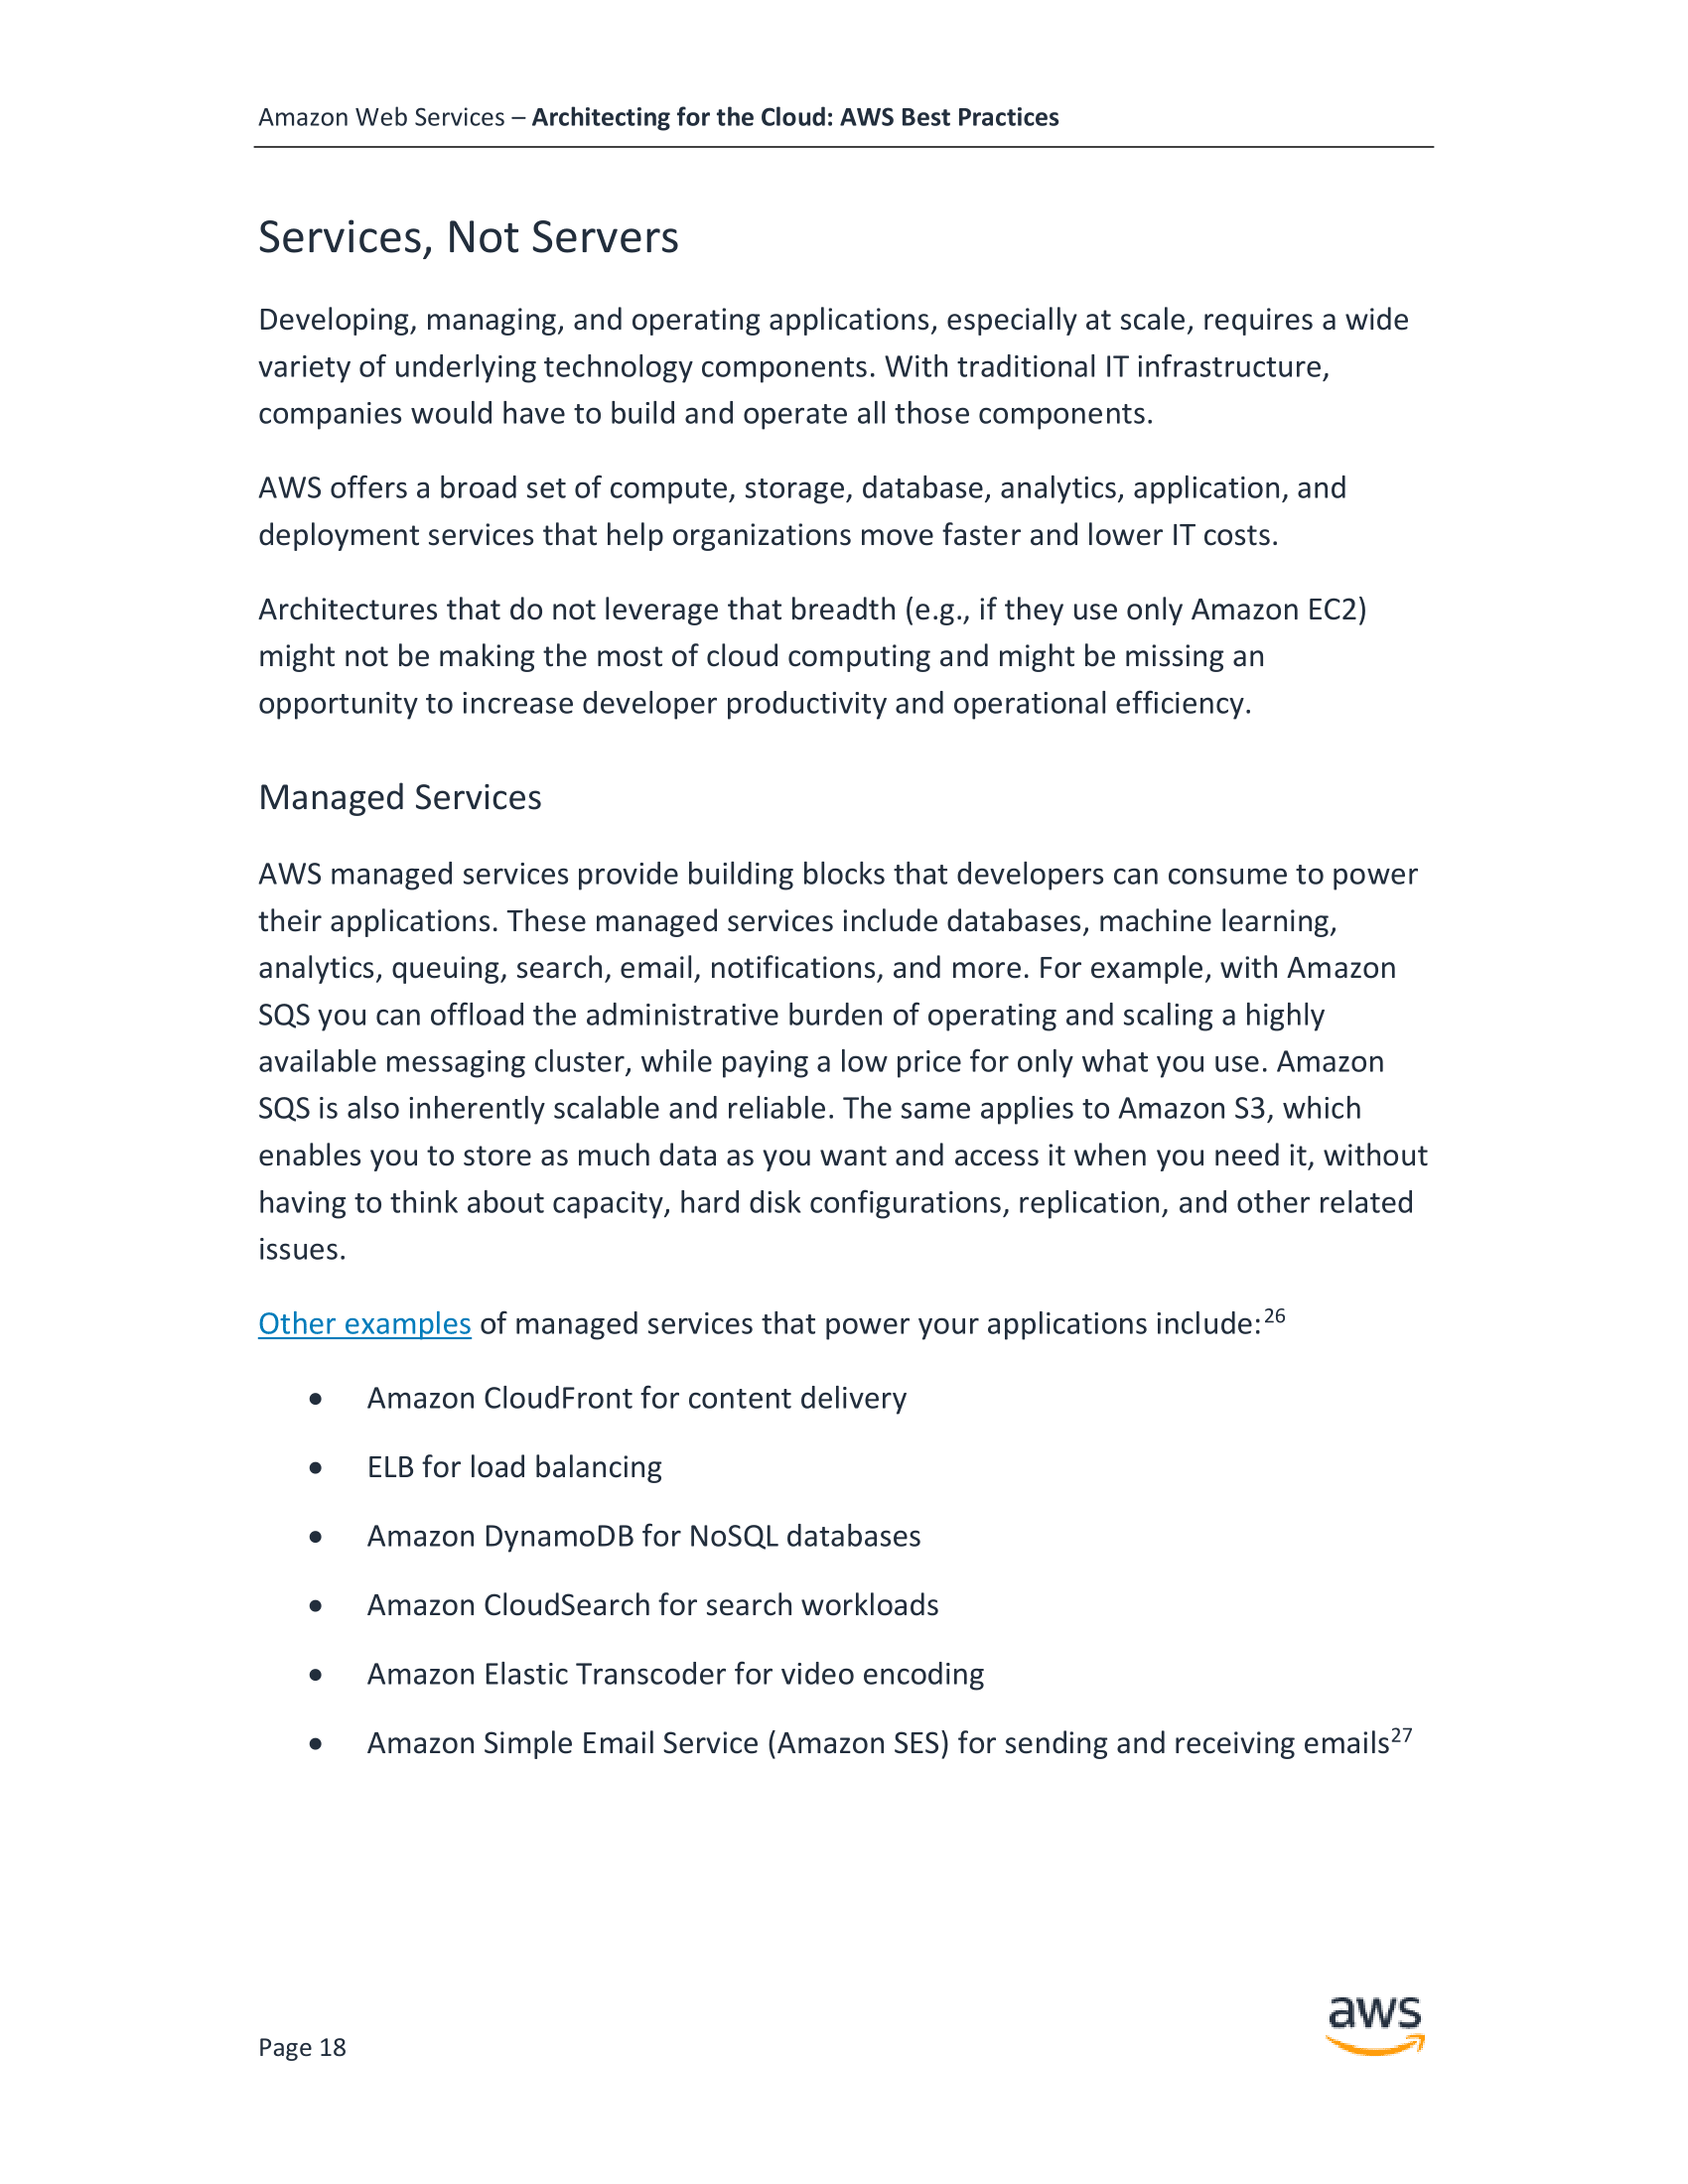 Amazon Web Services – Architecting for the Cloud: AWS Best Practices
Services, Not Servers
Developing, managing, and operating applications, especially at scale, requires a wide
variety of underlying technology components. With traditional IT infrastructure,
companies would have to build and operate all those components.
AWS offers a broad set of compute, storage, database, analytics, application, and
deployment services that help organizations move faster and lower IT costs.
Architectures that do not leverage that breadth (e.g., if they use only Amazon EC2)
might not be making the most of cloud computing and might be missing an
opportunity to increase developer productivity and operational efficiency.
Managed Services
AWS managed services provide building blocks that developers can consume to power
their applications. These managed services include databases, machine learning,
analytics, queuing, search, email, notifications, and more. For example, with Amazon
SQS you can offload the administrative burden of operating and scaling a highly
available messaging cluster, while paying a low price for only what you use. Amazon
SQS is also inherently scalable and reliable. The same applies to Amazon S3, which
enables you to store as much data as you want and access it when you need it, without
having to think about capacity, hard disk configurations, replication, and other related
issues.
Other examples of managed services that power your applications include:26
• Amazon CloudFront for content delivery
• ELB for load balancing
• Amazon DynamoDB for NoSQL databases
• Amazon CloudSearch for search workloads
• Amazon Elastic Transcoder for video encoding
• Amazon Simple Email Service (Amazon SES) for sending and receiving emails27
aws
Page 18